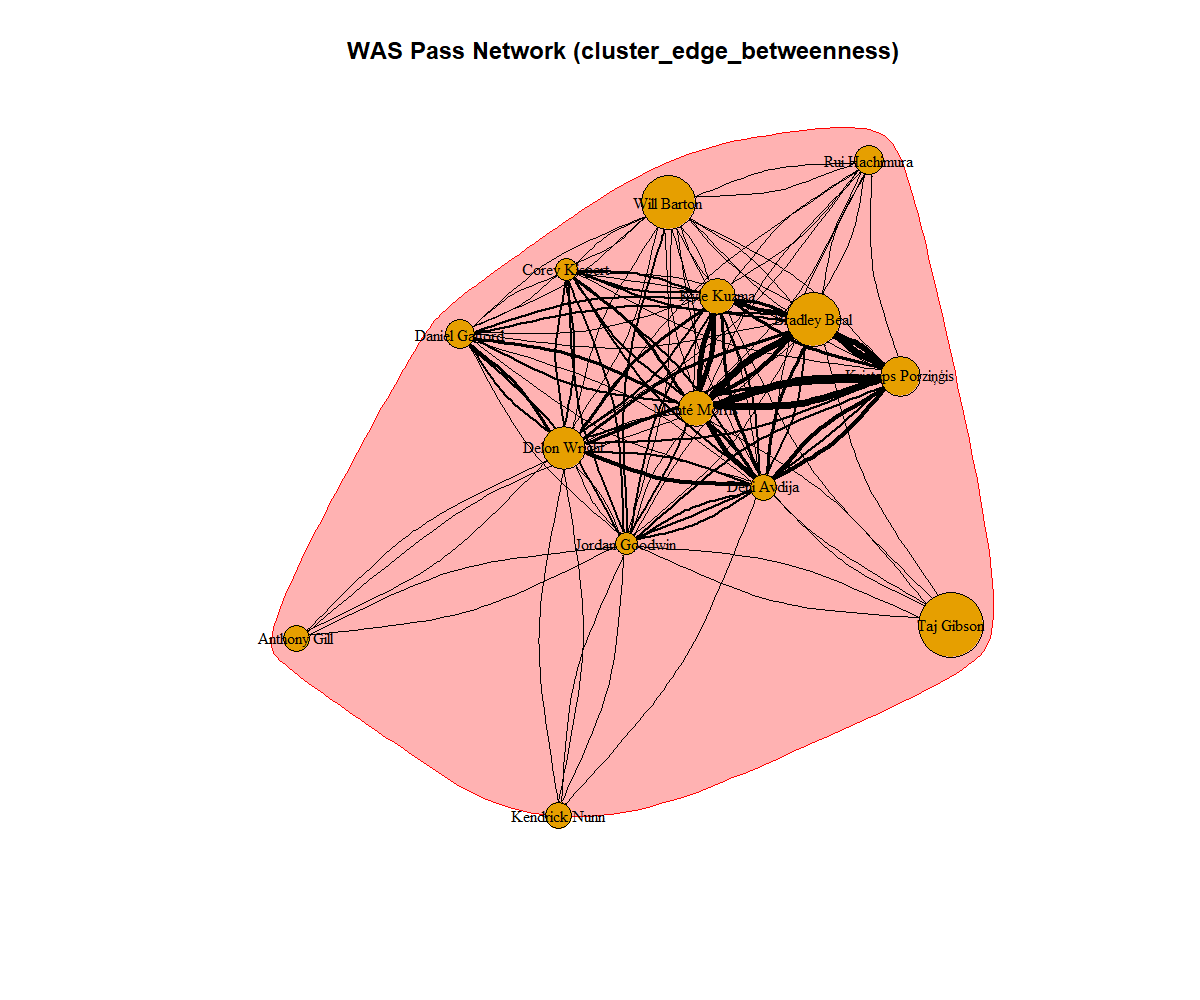 WAS Pass Network (cluster_edge_betweenness)
Rui Hachimura
Will Barton
Corey Kispert
Kyle Kuzma
Bradley Beal
Daniel Gafford
Kristaps Porziņģis
Monté Morris
Delon Wright
Deni Avdija
Jordan Goodwin
Taj Gibson
Anthony Gill
Kendrick Nunn